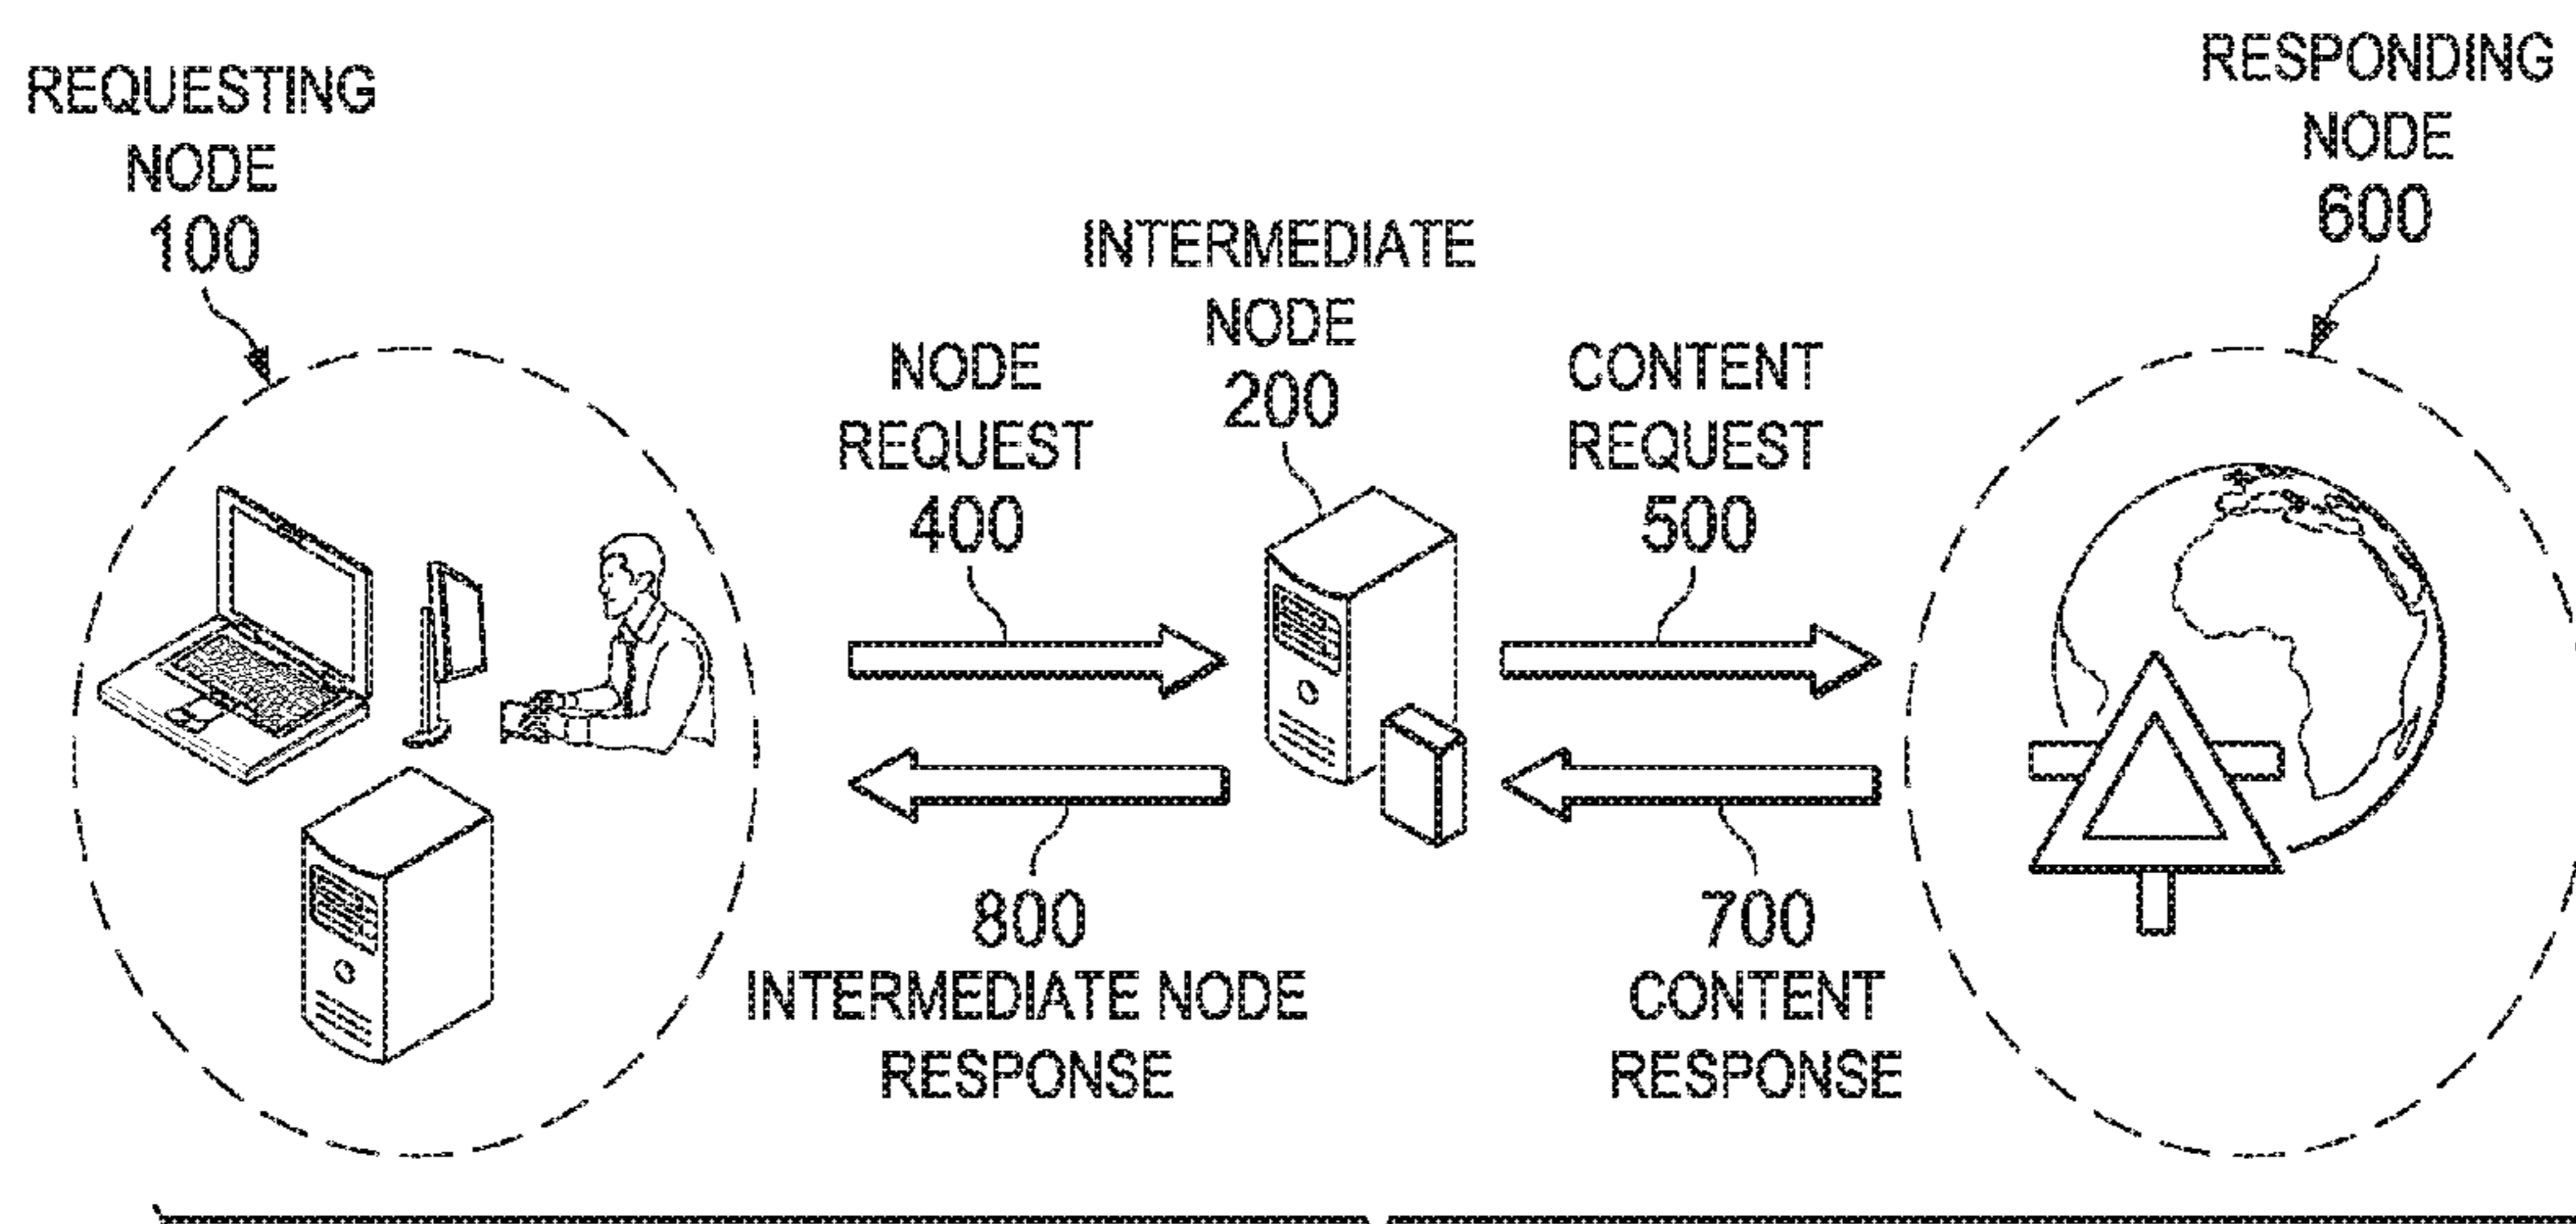 REQUESTING
NODE
100
NODE
REQUEST
400
INTERMEDIATE
NODE
200
CONTENT
REQUEST
500
RESPONDING
NODE
600
800
INTERMEDIATE NODE
RESPONSE
700
CONTENT
RESPONSE